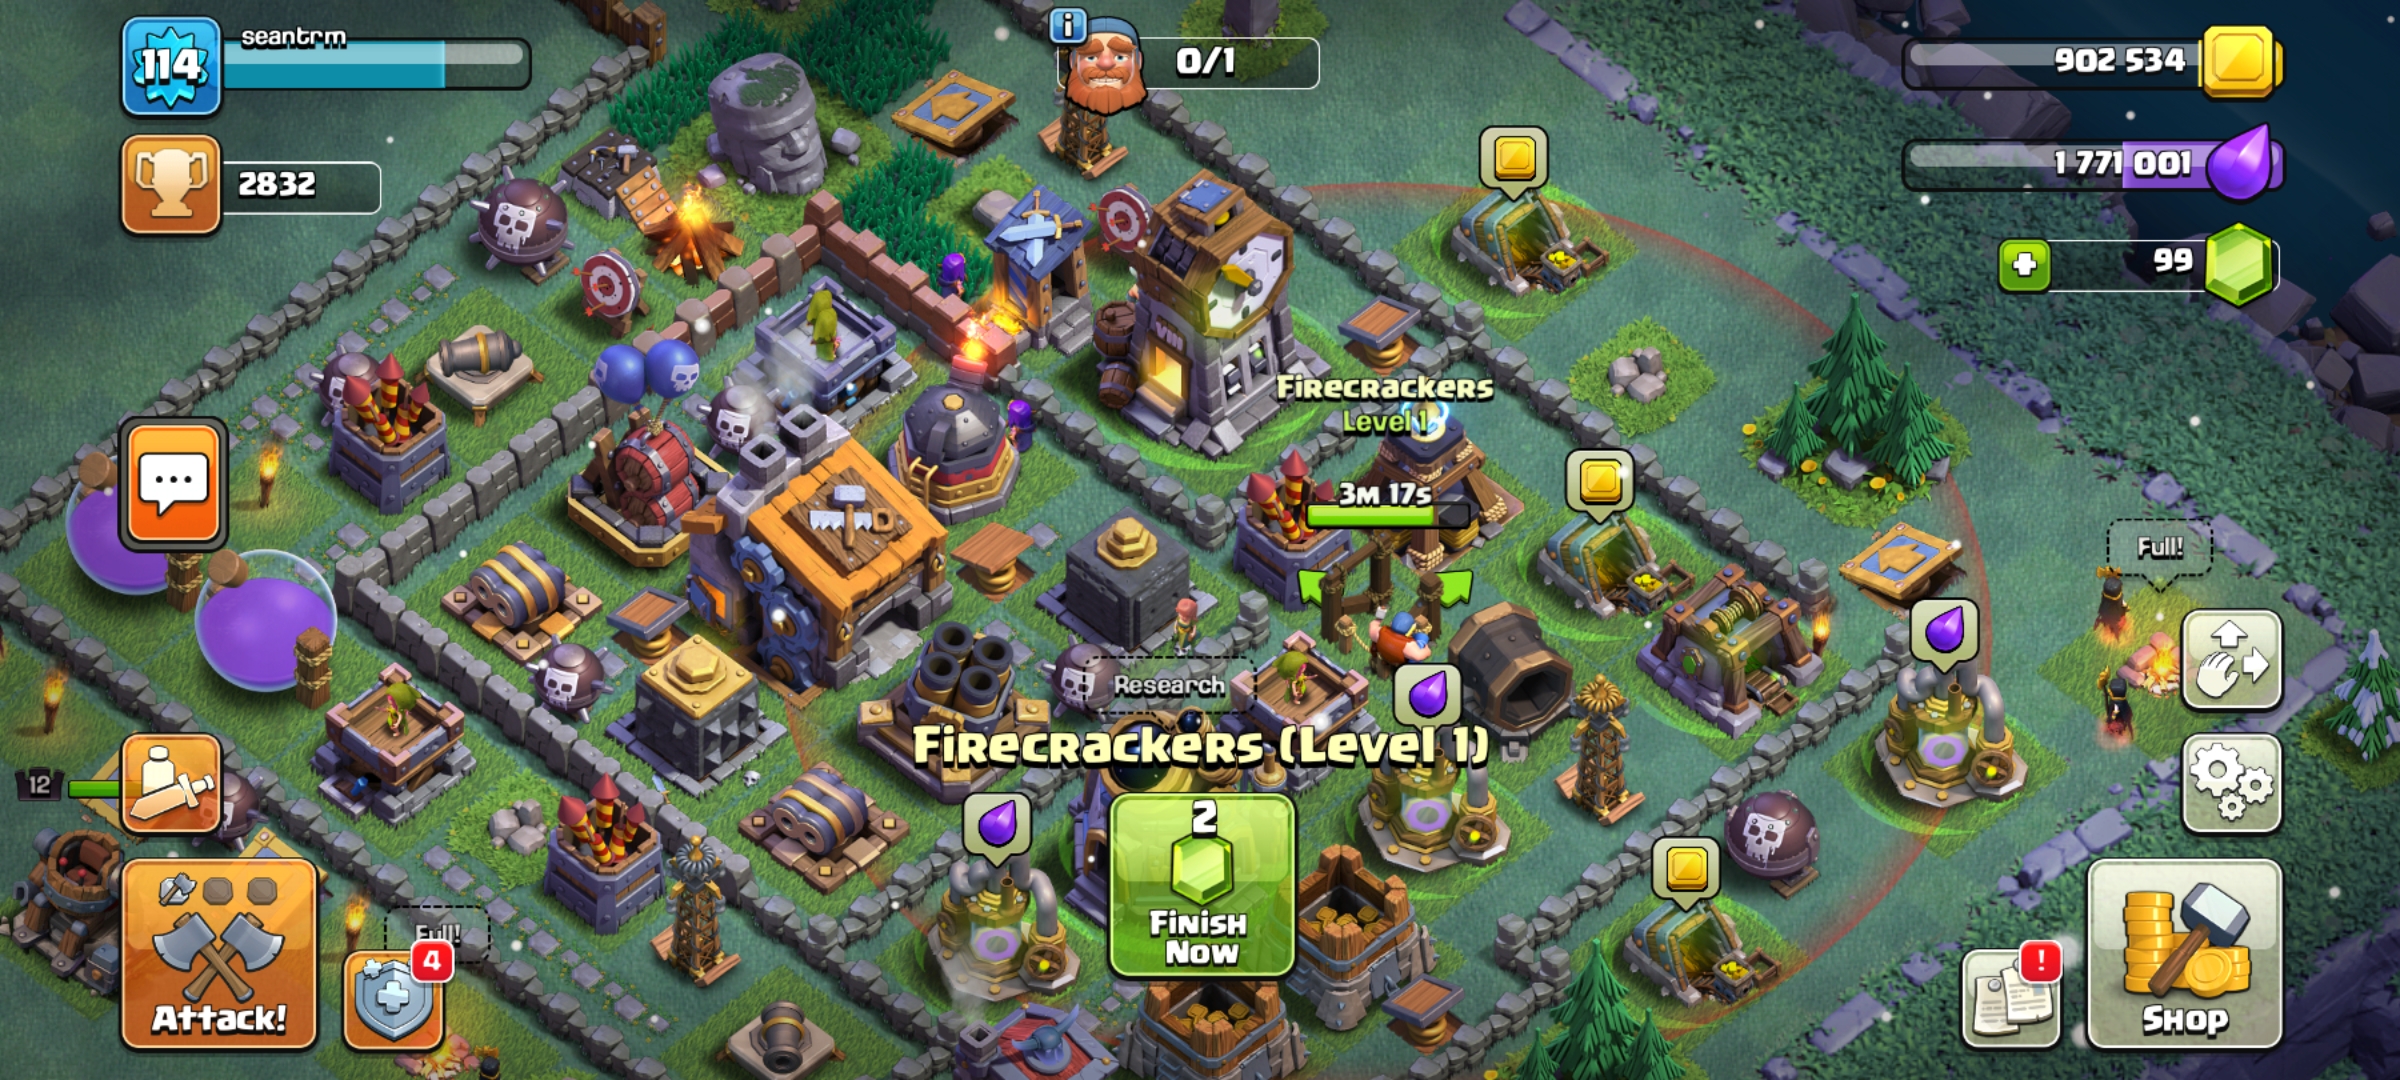 114
seantrm
i
0/1
902 534
2832
1 771 001
99
VIII
Firecrackers
Level 1
3M 17s
Full!
Research
Firecrackers (Level 1)
12
2
Finish
Now
Full!
4
!
Attack!
Shop